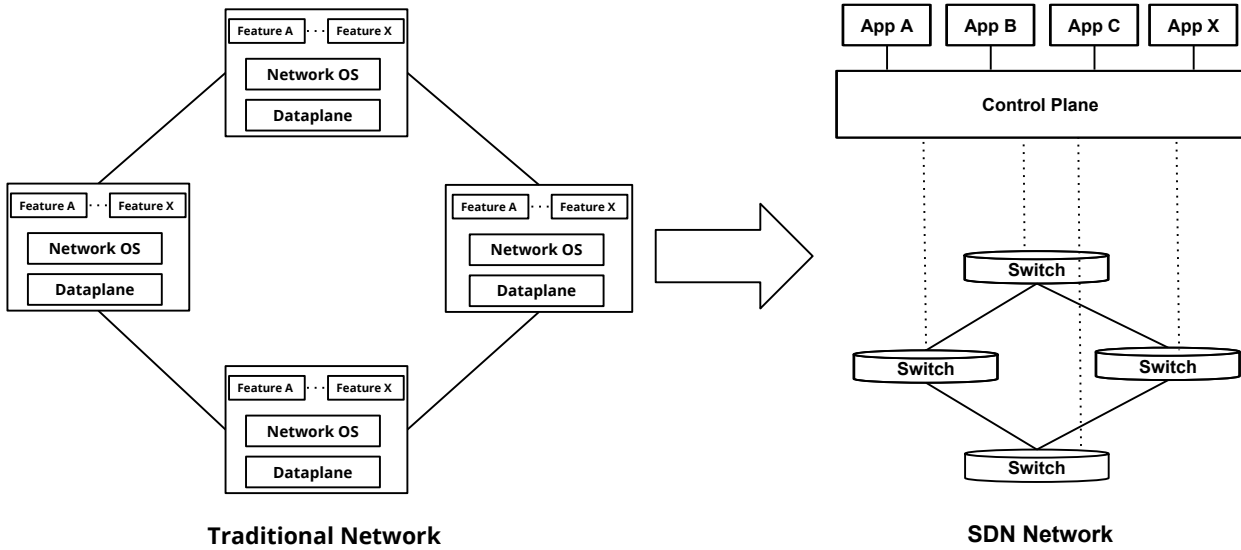 Feature A ... Feature X
Network OS
Dataplane
Feature A ... Feature X
Network OS
Dataplane
Feature A ... Feature X
Network OS
Dataplane
Feature A ... Feature X
Network OS
Dataplane
Traditional Network
App A App B App C App X
Control Plane
Switch
Switch
Switch
Switch
SDN Network